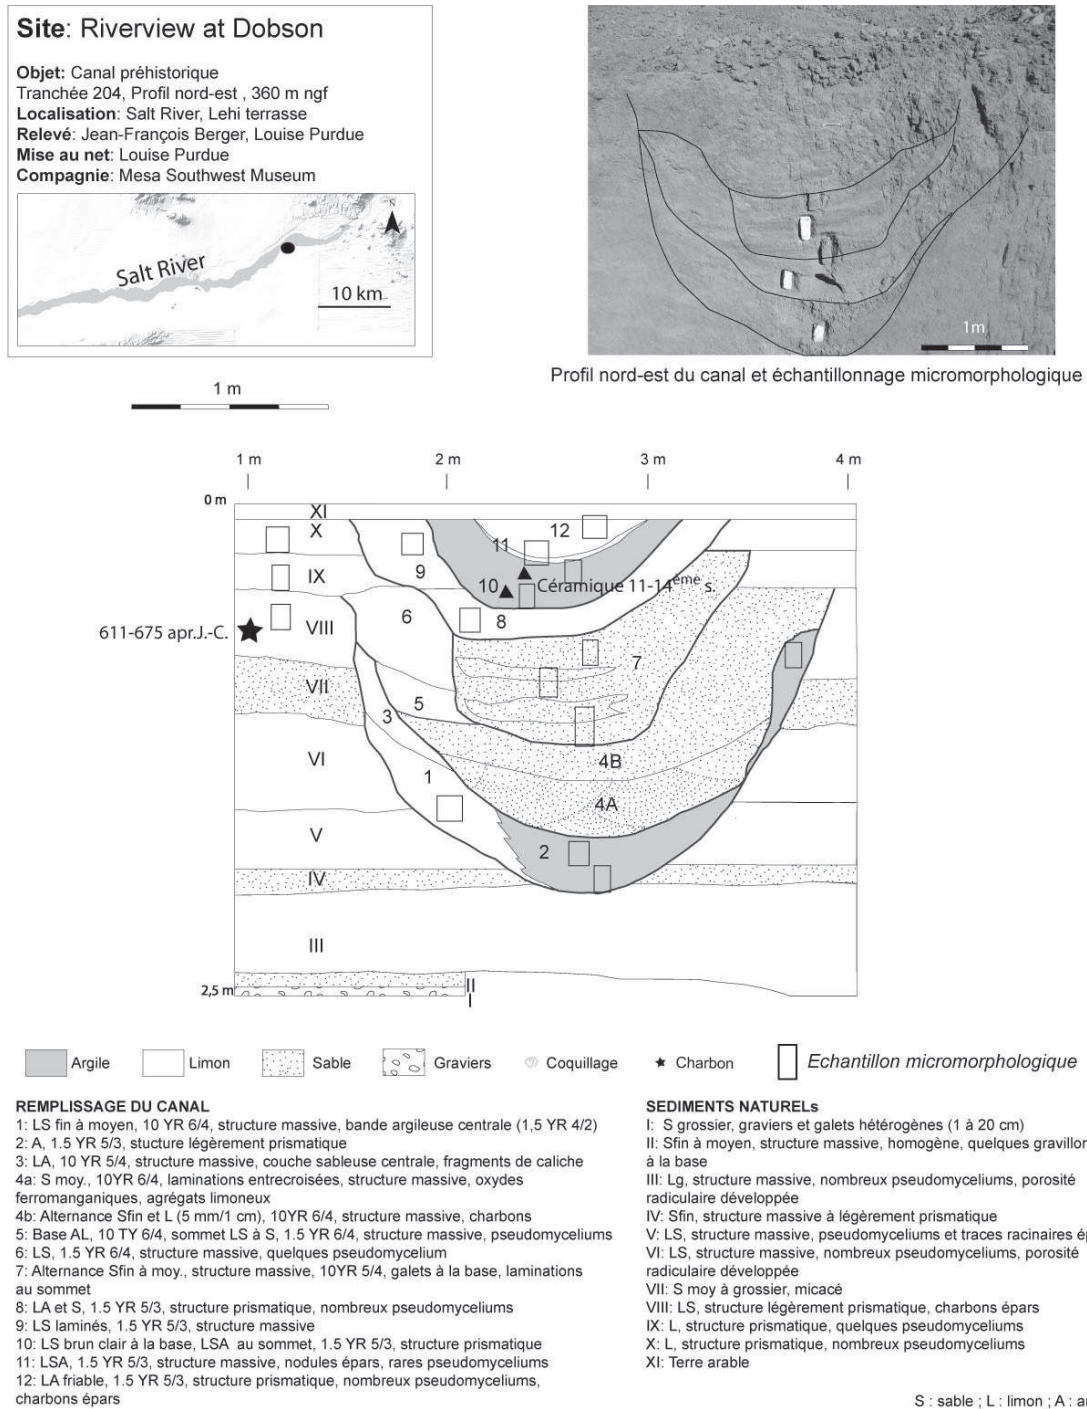 Site: Riverview at Dobson
Objet: Canal préhistorique
Tranchée 204, Profil nord-est , 360 m ngf
Localisation: Salt River, Lehi terrasse
Relevé: Jean-François Berger, Louise Purdue
Mise au net: Louise Purdue
Compagnie: Mesa Southwest Museum
N
Salt River
10 km
1m
Profil nord-est du canal et échantillonnage micromorphologique
1 m
1 m 2 m 3 m 4 m
0 m
XI
X
12
11
IX
9
10
Céramique 11-14ème s.
6
8
611-675 apr.J.-C.
VIII
7
VII
5
3
VI
4B
1
4A
V
2
IV
III
2,5 m
II
I
Argile Limon Sable Graviers Coquillage Charbon Echantillon micromorphologique
REMPLISSAGE DU CANAL
1: LS fin à moyen, 10 YR 6/4, structure massive, bande argileuse centrale (1,5 YR 4/2)
2: A, 1.5 YR 5/3, stucture légèrement prismatique
3: LA, 10 YR 5/4, structure massive, couche sableuse centrale, fragments de caliche
4a: S moy., 10YR 6/4, laminations entrecroisées, structure massive, oxydes
ferromanganiques, agrégats limoneux
4b: Alternance Sfin et L (5 mm/1 cm), 10YR 6/4, structure massive, charbons
5: Base AL, 10 TY 6/4, sommet LS à S, 1.5 YR 6/4, structure massive, pseudomyceliums
6: LS, 1.5 YR 6/4, structure massive, quelques pseudomycelium
7: Alternance Sfin à moy., structure massive, 10YR 5/4, galets à la base, laminations
au sommet
8: LA et S, 1.5 YR 5/3, structure prismatique, nombreux pseudomyceliums
9: LS laminés, 1.5 YR 5/3, structure massive
10: LS brun clair à la base, LSA au sommet, 1.5 YR 5/3, structure prismatique
11: LSA, 1.5 YR 5/3, structure massive, nodules épars, rares pseudomyceliums
12: LA friable, 1.5 YR 5/3, structure prismatique, nombreux pseudomyceliums,
charbons épars
SEDIMENTS NATURELs
I: S grossier, graviers et galets hétérogènes (1 à 20 cm)
II: Sfin à moyen, structure massive, homogène, quelques gravillo
à la base
III: Lg, structure massive, nombreux pseudomyceliums, porosité
radiculaire développée
IV: Sfin, structure massive à légèrement prismatique
V: LS, structure massive, pseudomyceliums et traces racinaires é
VI: LS, structure massive, nombreux pseudomyceliums, porosité
radiculaire développée
VII: S moy à grossier, micacé
VIII: LS, structure légèrement prismatique, charbons épars
IX: L, structure prismatique, quelques pseudomyceliums
X: L, structure prismatique, nombreux pseudomyceliums
XI: Terre arable
S : sable ; L : limon ; A : a